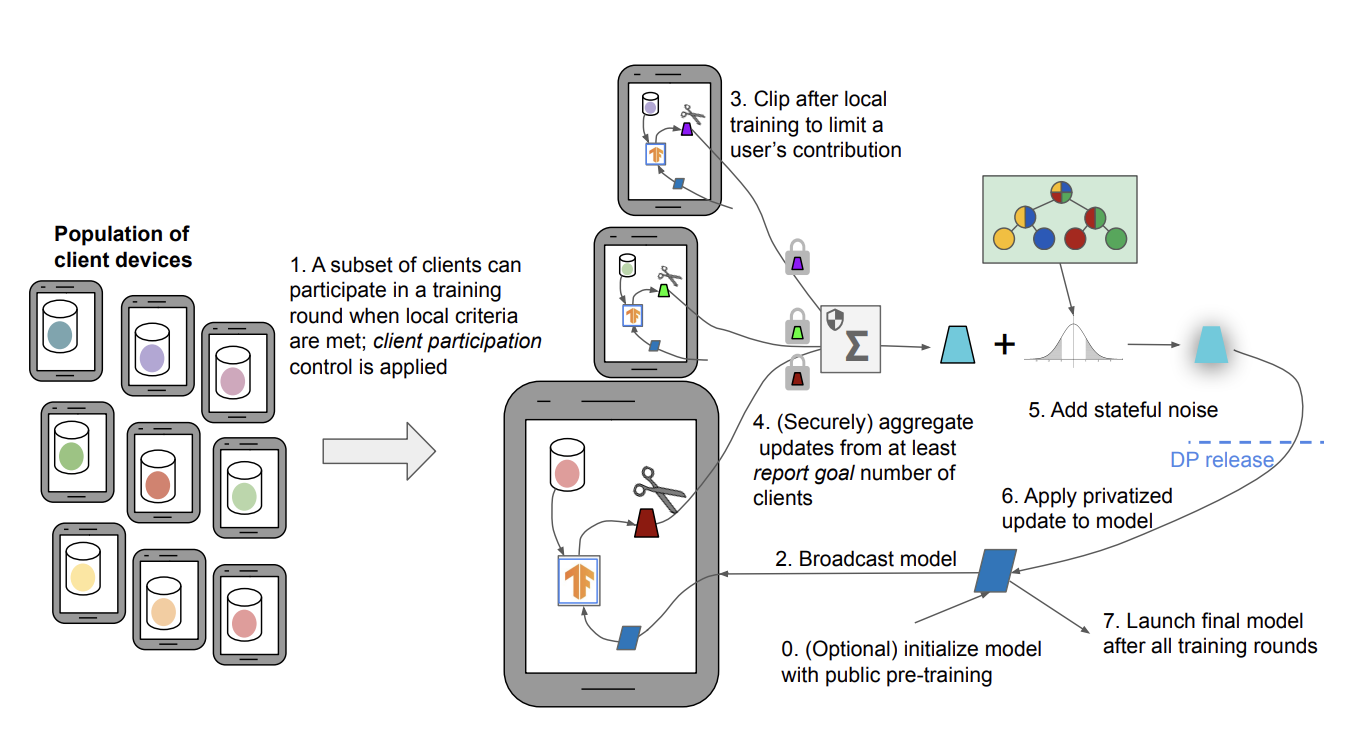 Population of
client devices
1. A subset of clients can
participate in a training
round when local criteria
are met; client participation
control is applied
3. Clip after local
training to limit a
user's contribution
Σ
+
4. (Securely) aggregate
updates from at least
report goal number of
clients
5. Add stateful noise
DP release
6. Apply privatized
update to model
2. Broadcast model
0. (Optional) initialize model
with public pre-training
7. Launch final model
after all training rounds